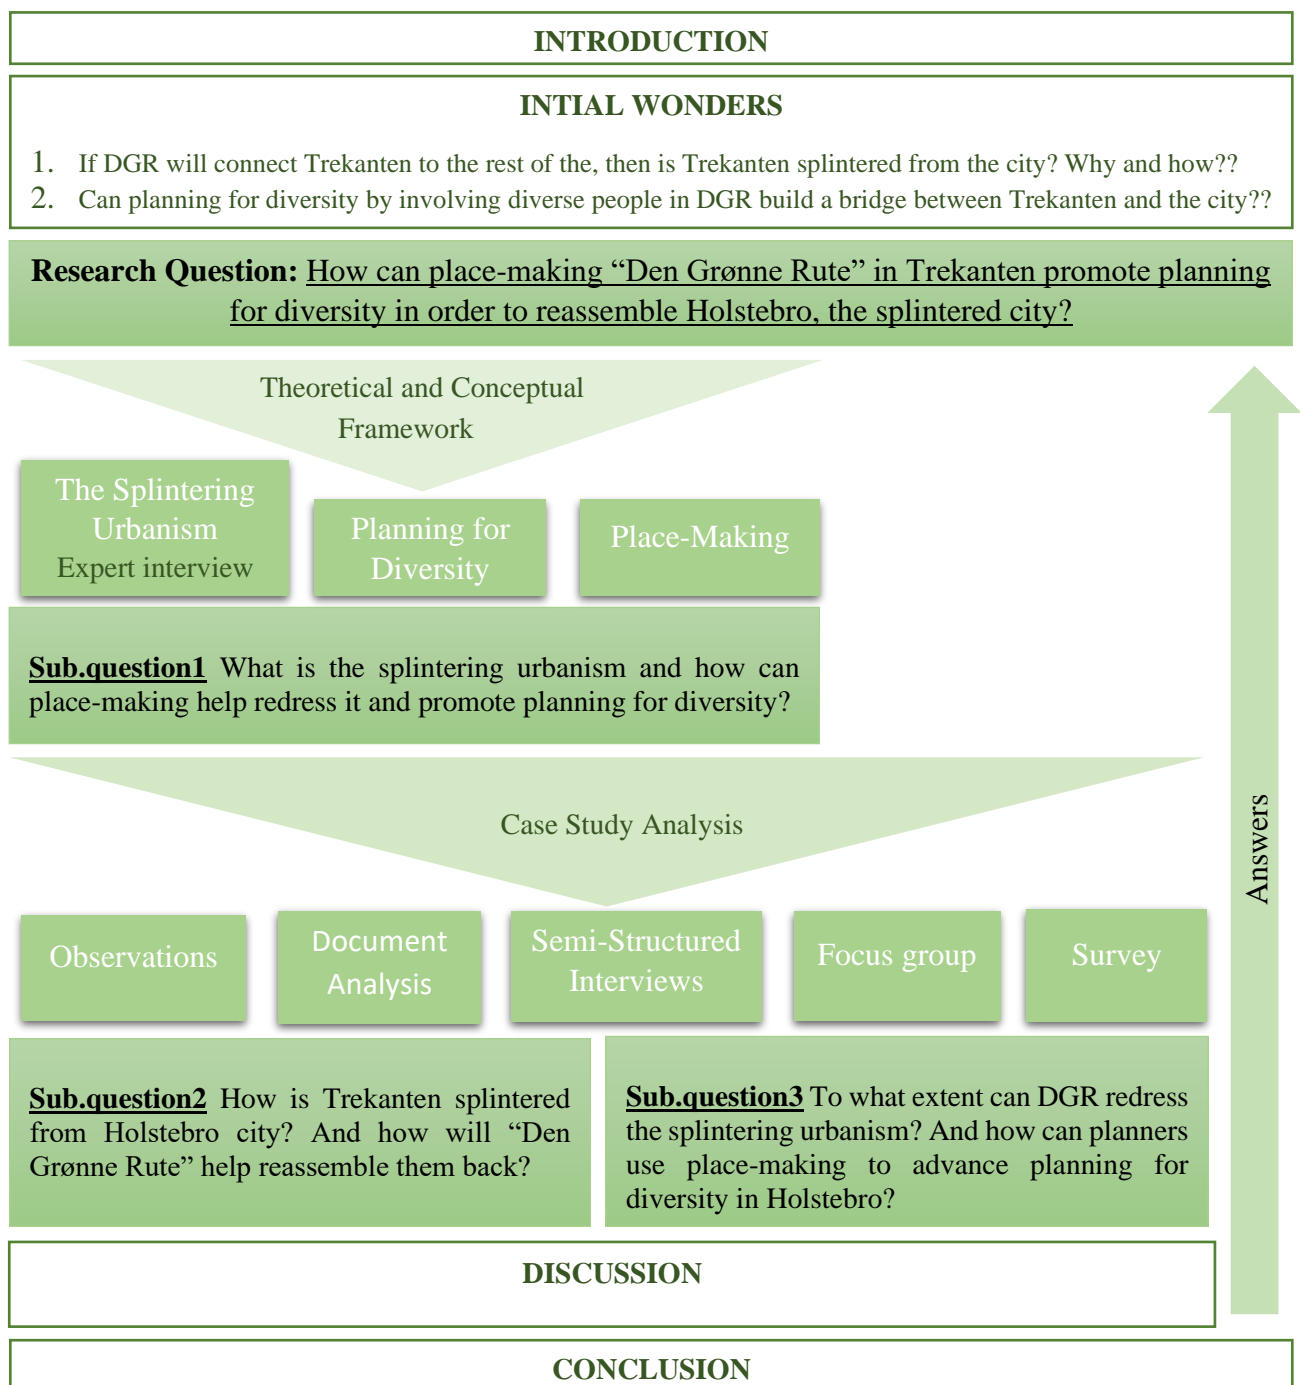 INTRODUCTION
INTIAL WONDERS
1. If DGR will connect Trekanten to the rest of the, then is Trekanten splintered from the city? Why and how??
2. Can planning for diversity by involving diverse people in DGR build a bridge between Trekanten and the city??
Research Question: How can place-making “Den Grønne Rute” in Trekanten promote planning
for diversity in order to reassemble Holstebro, the splintered city?
Theoretical and Conceptual
Framework
The Splintering
Urbanism
Expert interview
Planning for
Diversity
Place-Making
Sub.question1 What is the splintering urbanism and how can
place-making help redress it and promote planning for diversity?
Case Study Analysis
Observations
Document
Analysis
Semi-Structured
Interviews
Focus group
Survey
Sub.question2 How is Trekanten splintered
from Holstebro city? And how will “Den
Grønne Rute” help reassemble them back?
Sub.question3 To what extent can DGR redress
the splintering urbanism? And how can planners
use place-making to advance planning for
diversity in Holstebro?
Answers
DISCUSSION
CONCLUSION